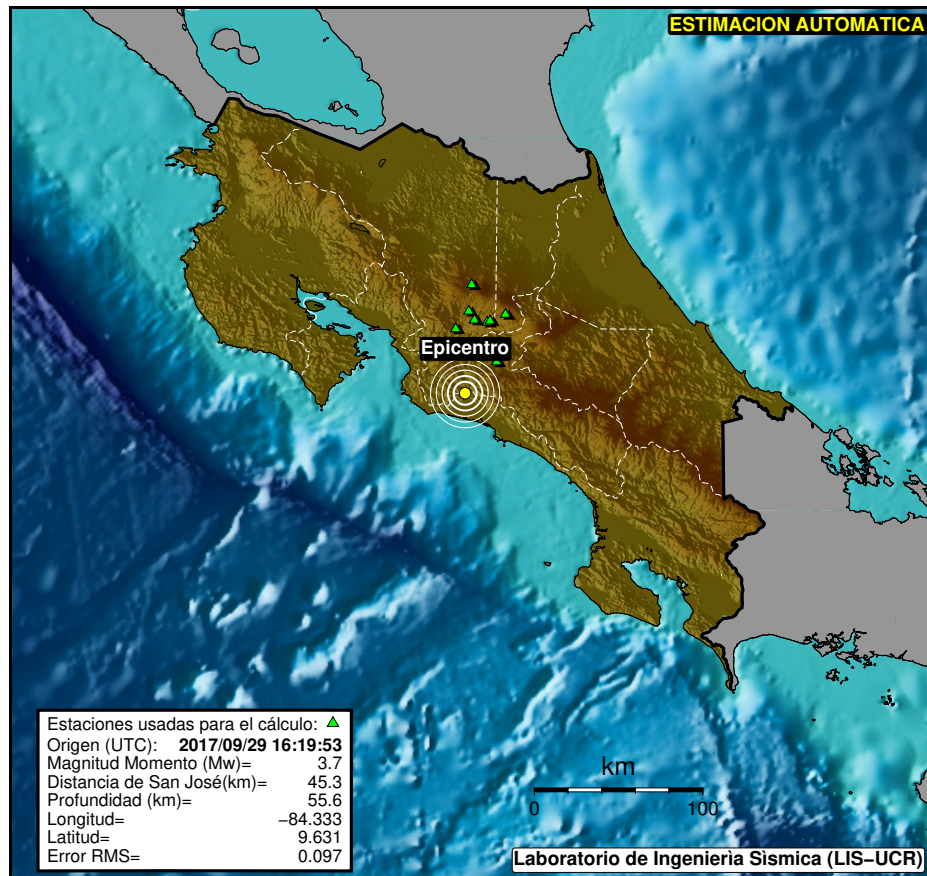 ESTIMACION AUTOMATICA
Epicentro
Estaciones usadas para el cálculo:
Origen (UTC): 2017/09/29 16:19:53
Magnitud Momento (Mw)= 3.7
Distancia de San José(km)= 45.3
Profundidad (km)= 55.6
Longitud= −84.333
Latitud= 9.631
Error RMS= 0.097
km
0 100
Laboratorio de Ingenierìa Sìsmica (LIS−UCR)